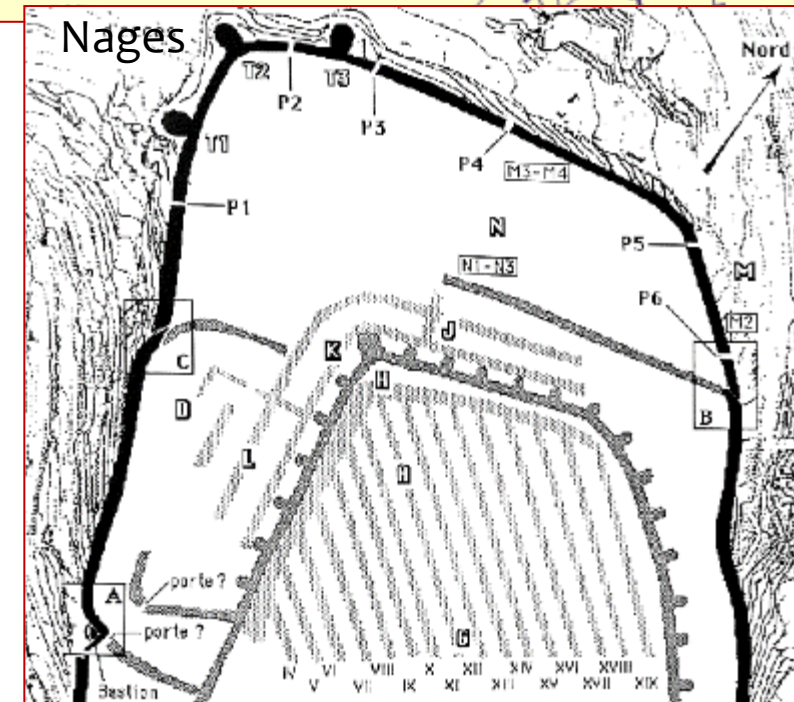 Nages
Nord
T2
T3
P2
P3
T1
P4
M3-M4
P1
N
P5
M
N1-N3
P6
M2
J
K
C
H
B
D
L
porte ?
A
porte ?
G
IV
V
VI
VII
VIII
IX
X
XI
XII
XIII
XIV
XV
XVI
XVII
XVIII
XIX
Bastion